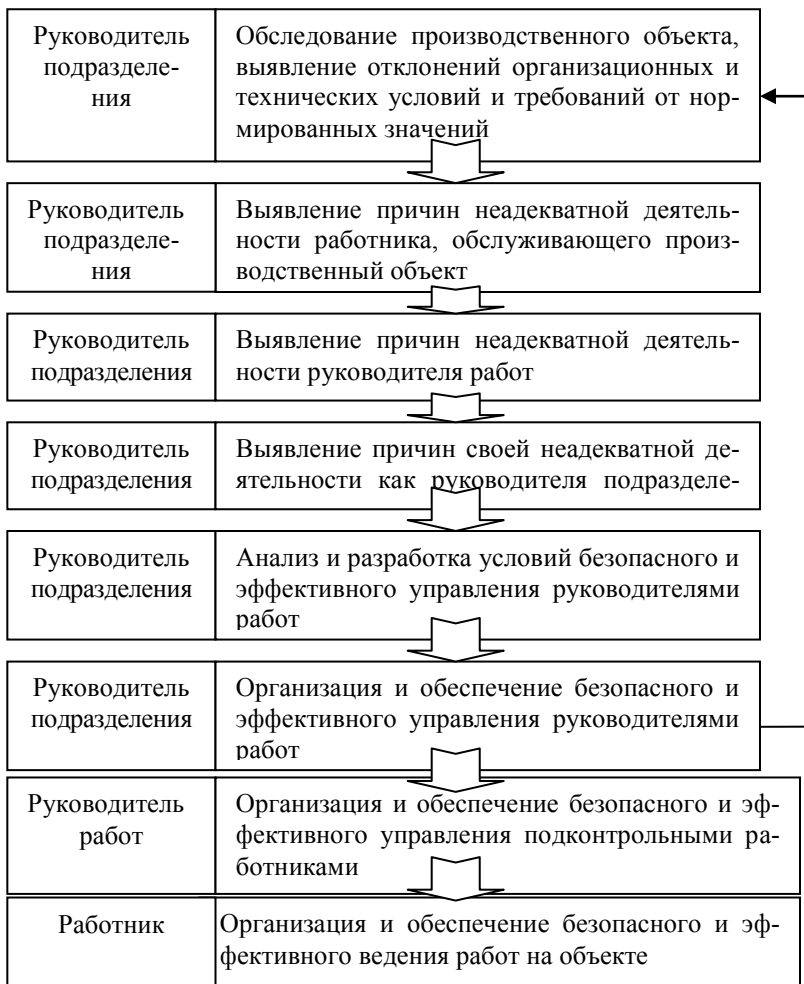 Руководитель
подразделе-
ния
Обследование производственного объекта,
выявление отклонений организационных и
технических условий и требований от нор-
мированных значений
Руководитель
подразделе-
ния
Выявление причин неадекватной деятель-
ности работника, обслуживающего произ-
водственный объект
Руководитель
подразделения
Выявление причин неадекватной деятель-
ности руководителя работ
Руководитель
подразделения
Выявление причин своей неадекватной де-
ятельности как руководителя подразделе-
Руководитель
подразделения
Анализ и разработка условий безопасного и
эффективного управления руководителями
работ
Руководитель
подразделения
Организация и обеспечение безопасного и
эффективного управления руководителями
работ
Руководитель
работ
Организация и обеспечение безопасного и эф-
фективного управления подконтрольными ра-
ботниками
Работник
Организация и обеспечение безопасного и эф-
фективного ведения работ на объекте